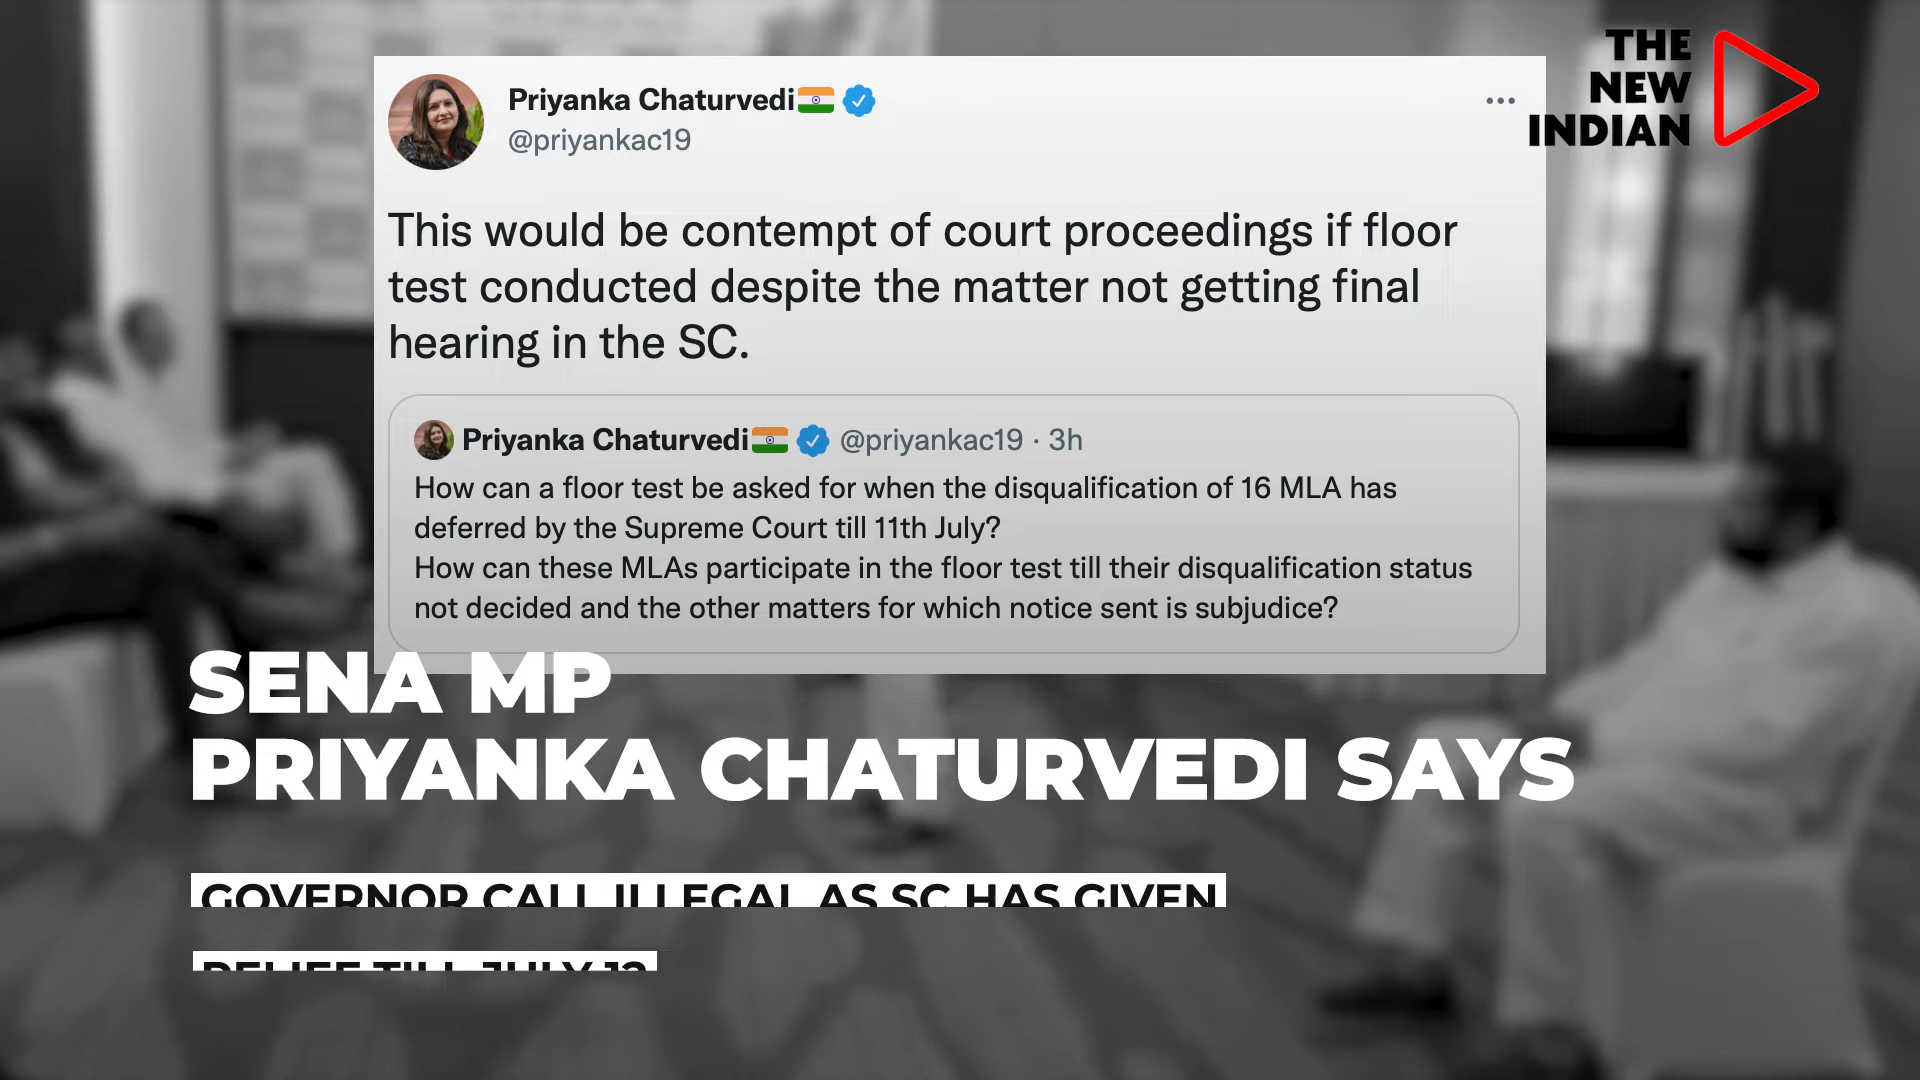 THE
NEW
INDIAN
Priyanka Chaturvedi
@priyankac19
This would be contempt of court proceedings if floor
test conducted despite the matter not getting final
hearing in the SC.
Priyanka Chaturvedi @priyankac19 · 3h
How can a floor test be asked for when the disqualification of 16 MLA has
deferred by the Supreme Court till 11th July?
How can these MLAs participate in the floor test till their disqualification status
not decided and the other matters for which notice sent is subjudice?
SENA MP
PRIYANKA CHATURVEDI SAYS
GOVERNOR CALL ILLEGAL AS SC HAS GIVEN
RELIEF TILL JULY